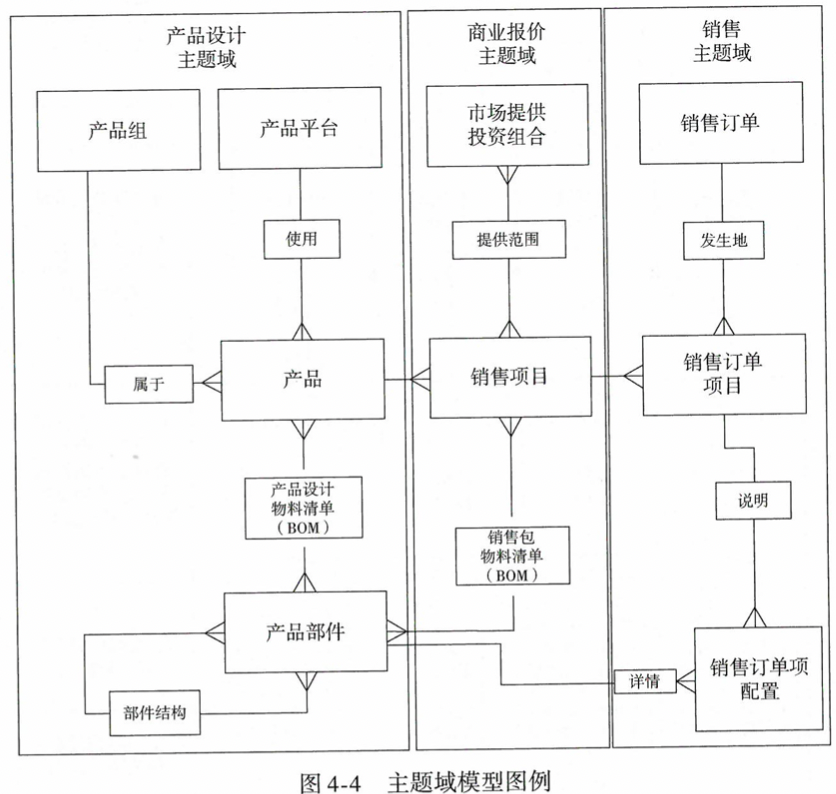 产品设计
主题域
商业报价
主题域
销售
主题域
产品组
产品平台
市场提供
投资组合
销售订单
使用
提供范围
发生地
属于
产品
销售项目
销售订单
项目
产品设计
物料清单
（BOM）
销售包
物料清单
（BOM）
说明
产品部件
部件结构
详情
销售订单项
配置
图 4-4 主题域模型图例